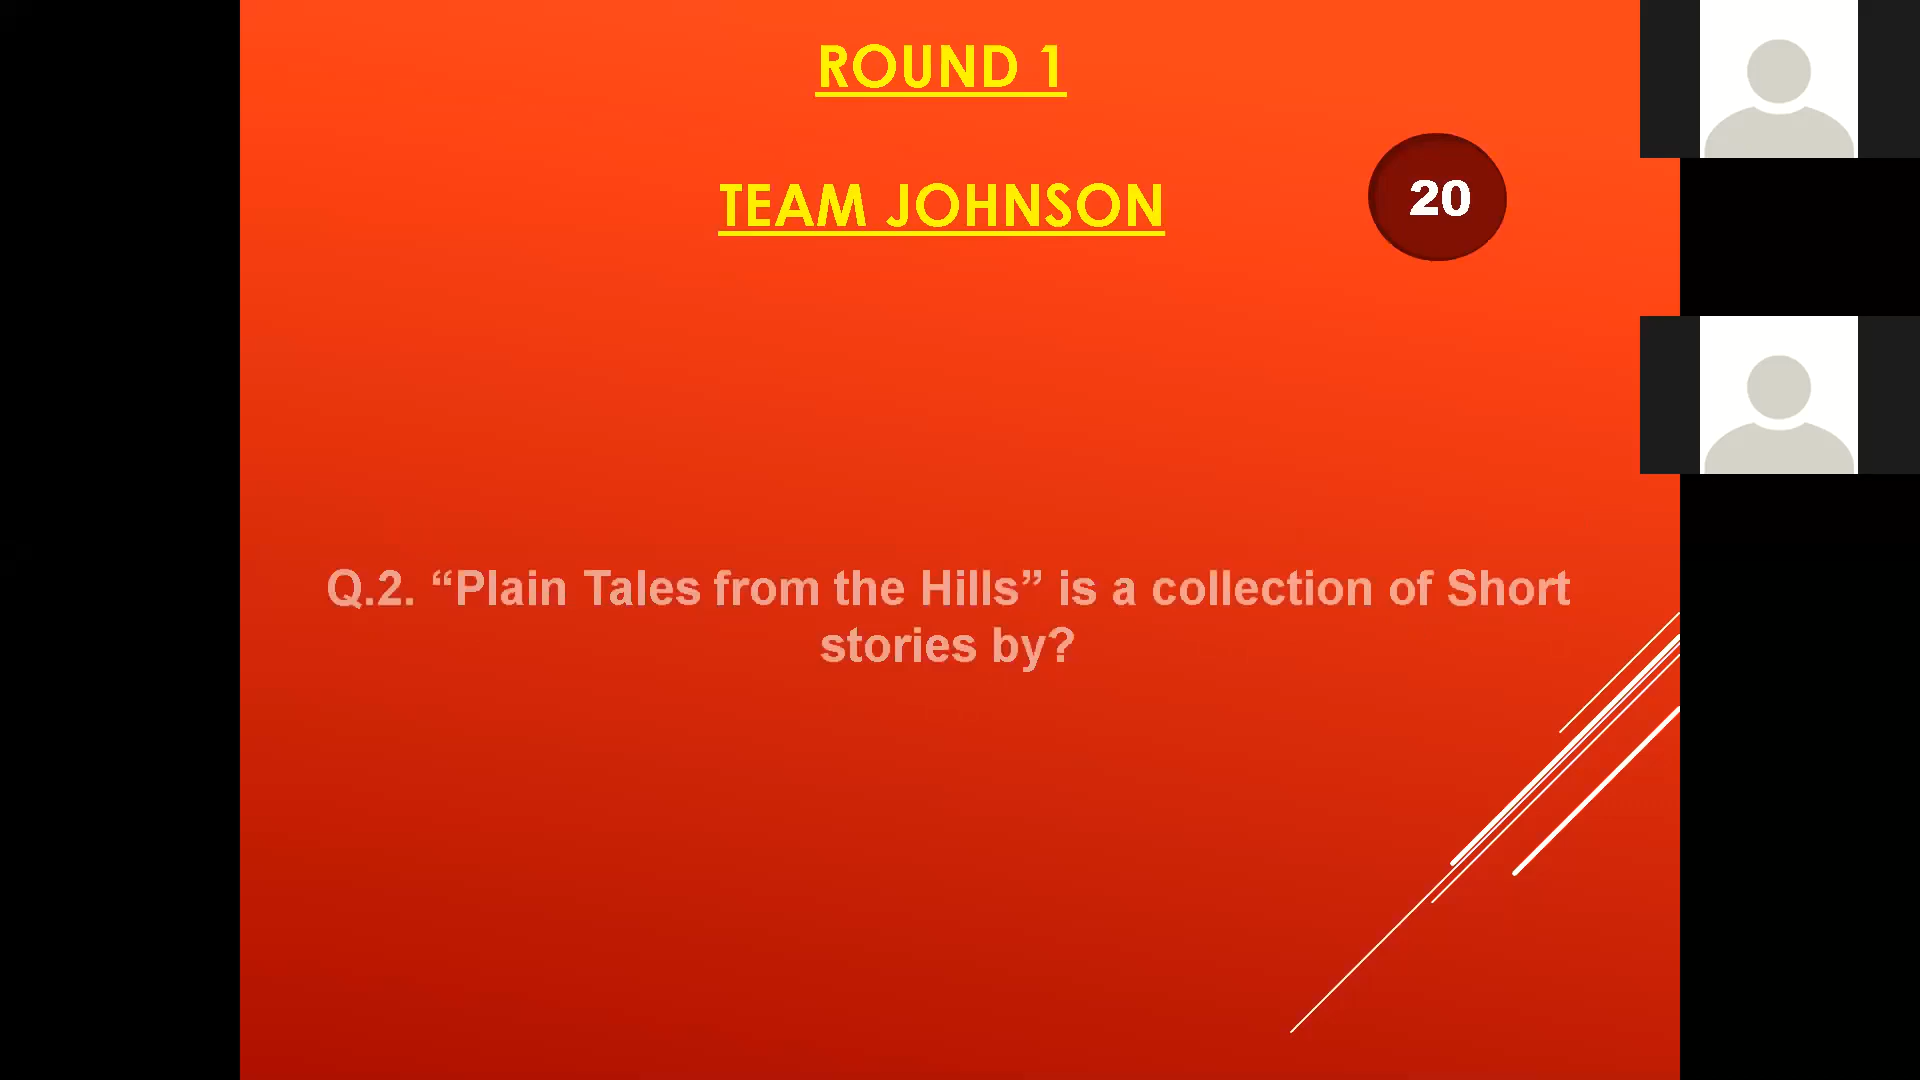 ROUND 1
TEAM JOHNSON
20
Q.2. “Plain Tales from the Hills” is a collection of Short
stories by?